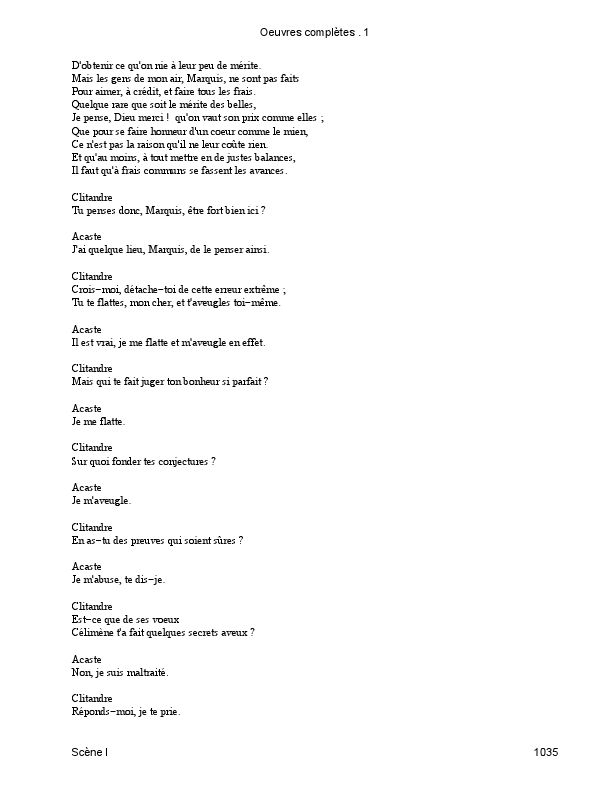 Oeuvres complètes . 1
D'obtenir ce qu'on nie à leur peu de mérite.
Mais les gens de mon air, Marquis, ne sont pas faits
Pour aimer, à crédit, et faire tous les frais.
Quelque rare que soit le mérite des belles,
Je pense, Dieu merci ! qu'on vaut son prix comme elles ;
Que pour se faire honneur d'un coeur comme le mien,
Ce n'est pas la raison qu'il ne leur coûte rien.
Et qu'au moins, à tout mettre en de justes balances,
Il faut qu'à frais communs se fassent les avances.
Clitandre
Tu penses donc, Marquis, être fort bien ici ?
Acaste
J'ai quelque lieu, Marquis, de le penser ainsi.
Clitandre
Crois−moi, détache−toi de cette erreur extrême ;
Tu te flattes, mon cher, et t'aveugles toi−même.
Acaste
Il est vrai, je me flatte et m'aveugle en effet.
Clitandre
Mais qui te fait juger ton bonheur si parfait ?
Acaste
Je me flatte.
Clitandre
Sur quoi fonder tes conjectures ?
Acaste
Je m'aveugle.
Clitandre
En as−tu des preuves qui soient sûres ?
Acaste
Je m'abuse, te dis−je.
Clitandre
Est−ce que de ses voeux
Célimène t'a fait quelques secrets aveux ?
Acaste
Non, je suis maltraité.
Clitandre
Réponds−moi, je te prie.
Scène I
1035